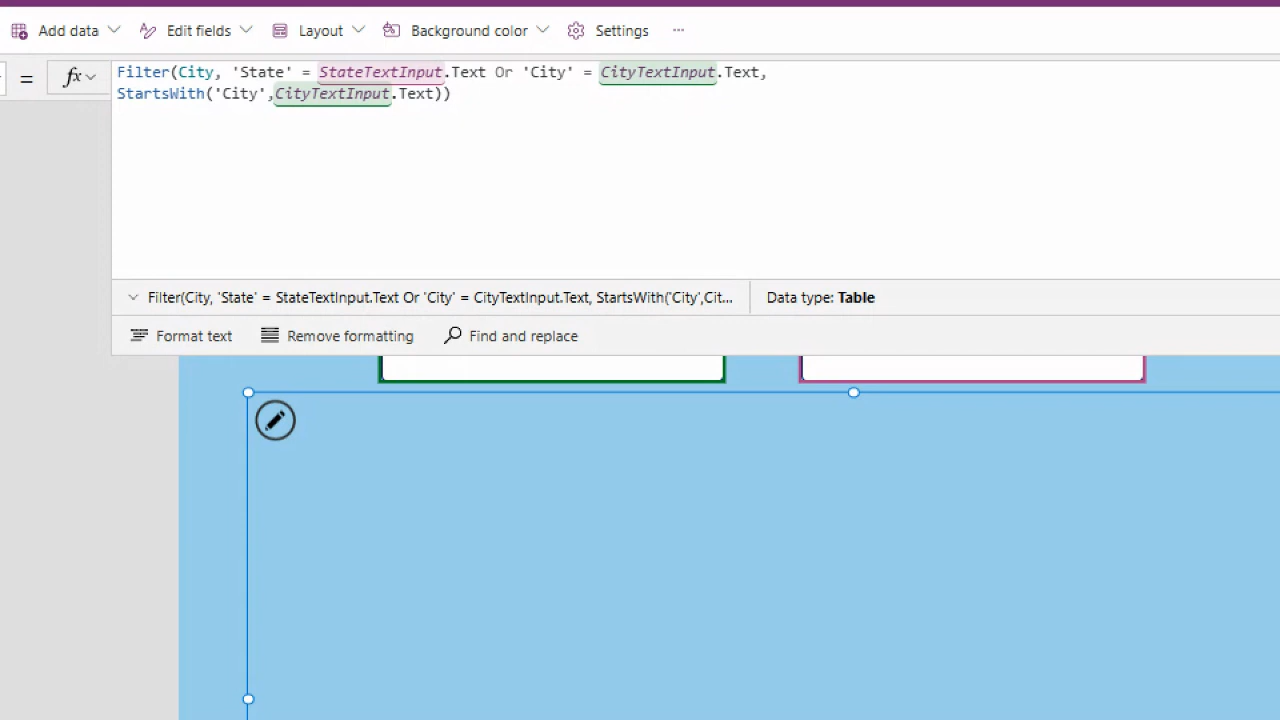 Add data Edit fields Layout Background color Settings ...
= fx
Filter(City, 'State' = StateTextInput.Text Or 'City' = CityTextInput.Text,
StartsWith('City',CityTextInput.Text))
Filter(City, 'State' = StateTextInput.Text Or 'City' = CityTextInput.Text, StartsWith('City',Cit... Data type: Table
Format text Remove formatting Find and replace